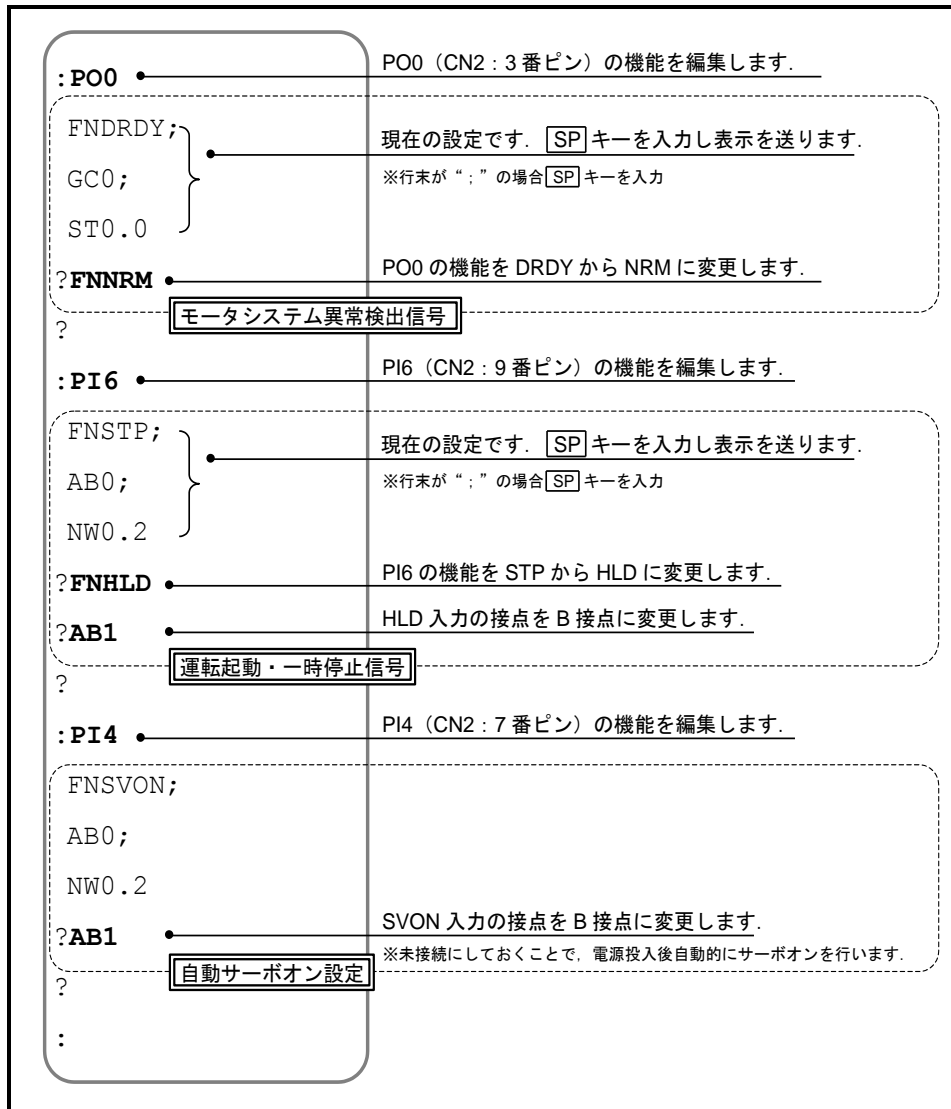 :PO0
PO0（CN2：3 番ピン）の機能を編集します．
FNDRDY;
現在の設定です． SP キーを入力し表示を送ります．
GC0;
※行末が“；”の場合 SP キーを入力
ST0.0
?FNNRM
PO0 の機能を DRDY から NRM に変更します．
モータシステム異常検出信号
?
:PI6
PI6（CN2：9 番ピン）の機能を編集します．
FNSTP;
現在の設定です． SP キーを入力し表示を送ります．
AB0;
※行末が“；”の場合 SP キーを入力
NW0.2
?FNHLD
PI6 の機能を STP から HLD に変更します．
?AB1
HLD 入力の接点を B 接点に変更します．
運転起動・一時停止信号
?
:PI4
PI4（CN2：7 番ピン）の機能を編集します．
FNSVON;
AB0;
NW0.2
?AB1
SVON 入力の接点を B 接点に変更します．
※未接続にしておくことで，電源投入後自動的にサーボオンを行います．
自動サーボオン設定
?
: